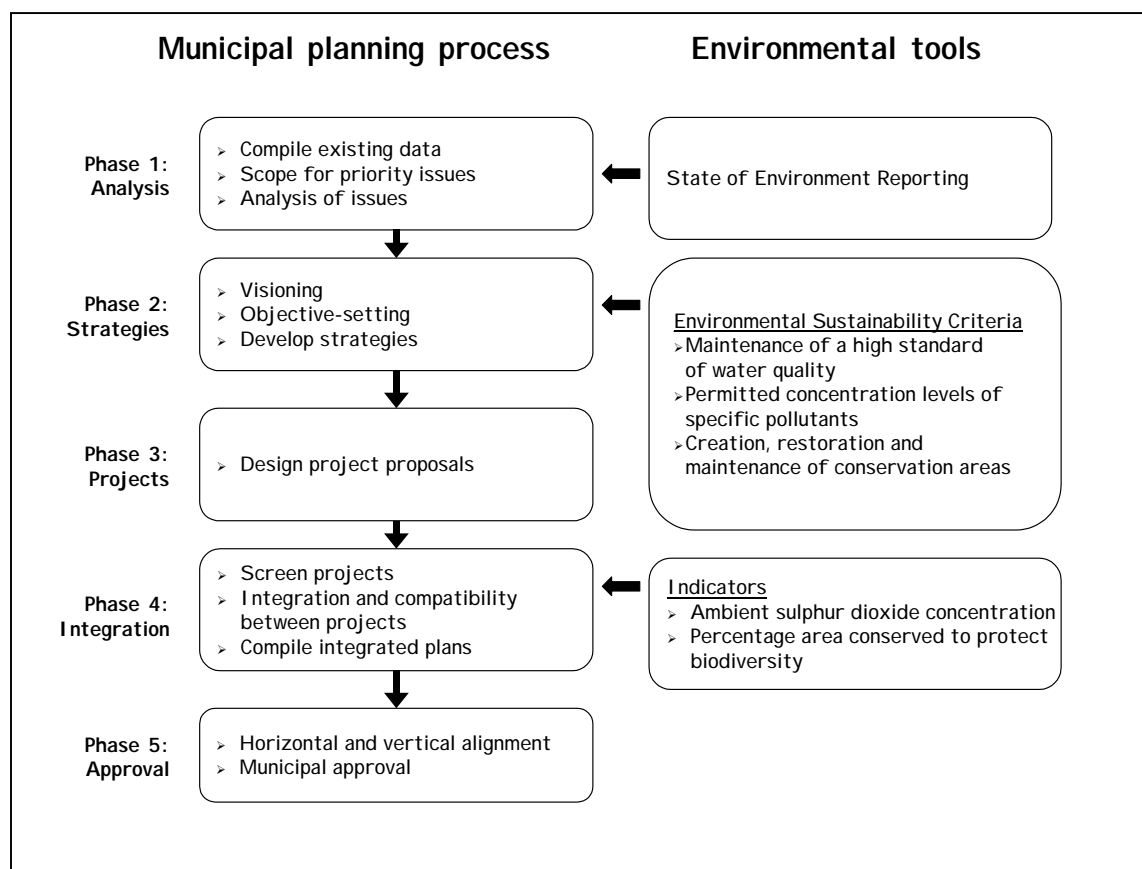 Municipal planning process
Environmental tools
Phase 1:
Analysis
➢ Compile existing data
➢ Scope for priority issues
➢ Analysis of issues
State of Environment Reporting
Phase 2:
Strategies
➢ Visioning
➢ Objective-setting
➢ Develop strategies
Environmental Sustainability Criteria
➢Maintenance of a high standard
of water quality
➢Permitted concentration levels of
specific pollutants
➢Creation, restoration and
maintenance of conservation areas
Phase 3:
Projects
➢ Design project proposals
Phase 4:
Integration
➢ Screen projects
➢ Integration and compatibility
between projects
➢ Compile integrated plans
Indicators
➢ Ambient sulphur dioxide concentration
➢ Percentage area conserved to protect
biodiversity
Phase 5:
Approval
➢ Horizontal and vertical alignment
➢ Municipal approval